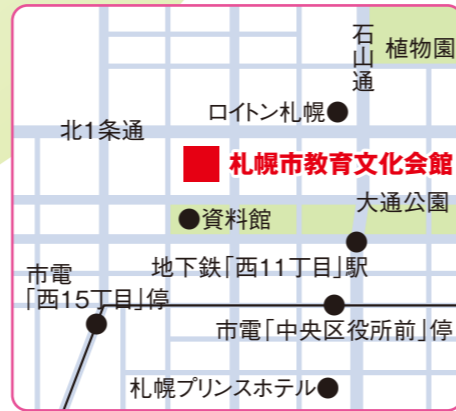 石山通
植物園
ロイトン札幌
北1条通
札幌市教育文化会館
大通公園
資料館
地下鉄「西11丁目」駅
市電
「西15丁目」停
市電「中央区役所前」停
札幌プリンスホテル